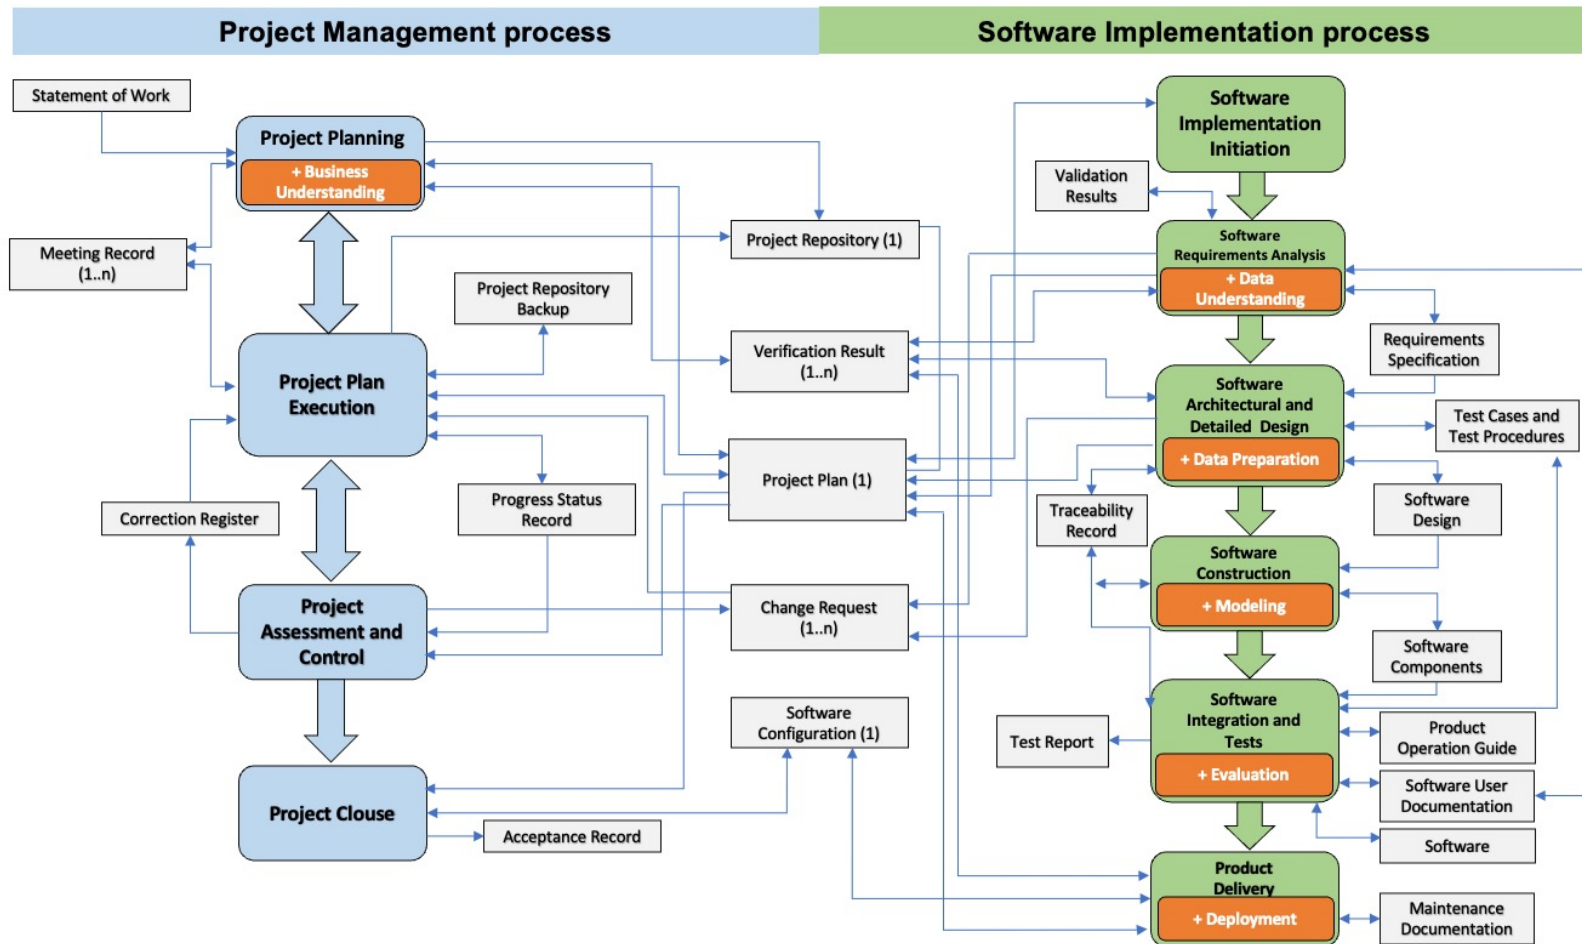 Project Management process
Software Implementation process
Statement of Work
Project Planning
+ Business
Understanding
Meeting Record
(1..n)
Project Repository (1)
Project Repository
Backup
Verification Result
(1..n)
Project Plan
Execution
Project Plan (1)
Progress Status
Record
Correction Register
Project
Assessment and
Control
Change Request
(1..n)
Software
Configuration (1)
Project Clouse
Acceptance Record
Software
Implementation
Initiation
Validation
Results
Software
Requirements Analysis
+ Data
Understanding
Requirements
Specification
Software
Architectural and
Detailed Design
+ Data Preparation
Test Cases and
Test Procedures
Traceability
Record
Software
Design
Software
Construction
+ Modeling
Software
Components
Software
Integration and
Tests
+ Evaluation
Test Report
Product
Operation Guide
Software User
Documentation
Software
Product
Delivery
+ Deployment
Maintenance
Documentation